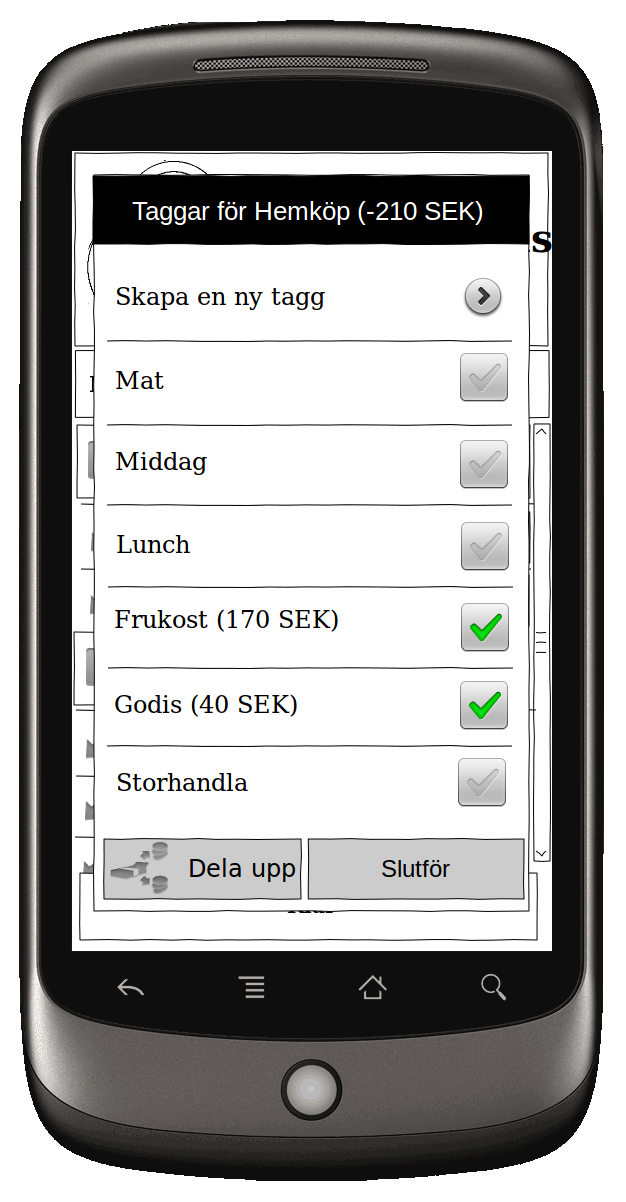 Taggar för Hemköp (-210 SEK)
Skapa en ny tagg
Mat
Middag
Lunch
Frukost (170 SEK)
Godis (40 SEK)
Storhandla
Dela upp
Slutför